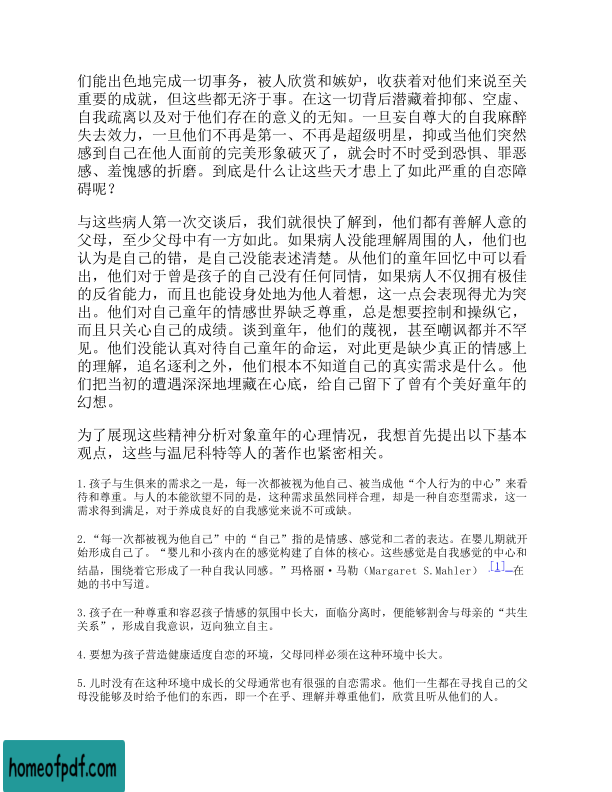 们能出色地完成一切事务，被人欣赏和嫉妒，收获着对他们来说至关
重要的成就，但这些都无济于事。在这一切背后潜藏着抑郁、空虚、
自我疏离以及对于他们存在的意义的无知。一旦妄自尊大的自我麻醉
失去效力，一旦他们不再是第一、不再是超级明星，抑或当他们突然
感到自己在他人面前的完美形象破灭了，就会时不时受到恐惧、罪恶
感、羞愧感的折磨。到底是什么让这些天才患上了如此严重的自恋障
碍呢？
与这些病人第一次交谈后，我们就很快了解到，他们都有善解人意的
父母，至少父母中有一方如此。如果病人没能理解周围的人，他们也
认为是自己的错，是自己没能表述清楚。从他们的童年回忆中可以看
出，他们对于曾是孩子的自己没有任何同情，如果病人不仅拥有极佳
的反省能力，而且也能设身处地为他人着想，这一点会表现得尤为突
出。他们对自己童年的情感世界缺乏尊重，总是想要控制和操纵它，
而且只关心自己的成绩。谈到童年，他们的蔑视，甚至嘲讽都并不罕
见。他们没能认真对待自己童年的命运，对此更是缺少真正的情感上
的理解，追名逐利之外，他们根本不知道自己的真实需求是什么。他
们把当初的遭遇深深地埋藏在心底，给自己留下了曾有个美好童年的
幻想。
为了展现这些精神分析对象童年的心理情况，我想首先提出以下基本
观点，这些与温尼科特等人的著作也紧密相关。
1.孩子与生俱来的需求之一是，每一次都被视为他自己、被当成他“个人行为的中心”来看
待和尊重。与人的本能欲望不同的是，这种需求虽然同样合理，却是一种自恋型需求，这一
需求得到满足，对于养成良好的自我感觉来说不可或缺。
2.“每一次都被视为他自己”中的“自己”指的是情感、感觉和二者的表达。在婴儿期就开
始形成自己了。“婴儿和小孩内在的感觉构建了自体的核心。这些感觉是自我感觉的中心和
结晶，围绕着它形成了一种自我认同感。”玛格丽·马勒（Margaret S.Mahler） [1] 在
她的书中写道。
3.孩子在一种尊重和容忍孩子情感的氛围中长大，面临分离时，便能够割舍与母亲的“共生
关系”，形成自我意识，迈向独立自主。
4.要想为孩子营造健康适度自恋的环境，父母同样必须在这种环境中长大。
5.儿时没有在这种环境中成长的父母通常也有很强的自恋需求。他们一生都在寻找自己的父
母没能够及时给予他们的东西，即一个在乎、理解并尊重他们，欣赏且听从他们的人。
homeofpdf.com